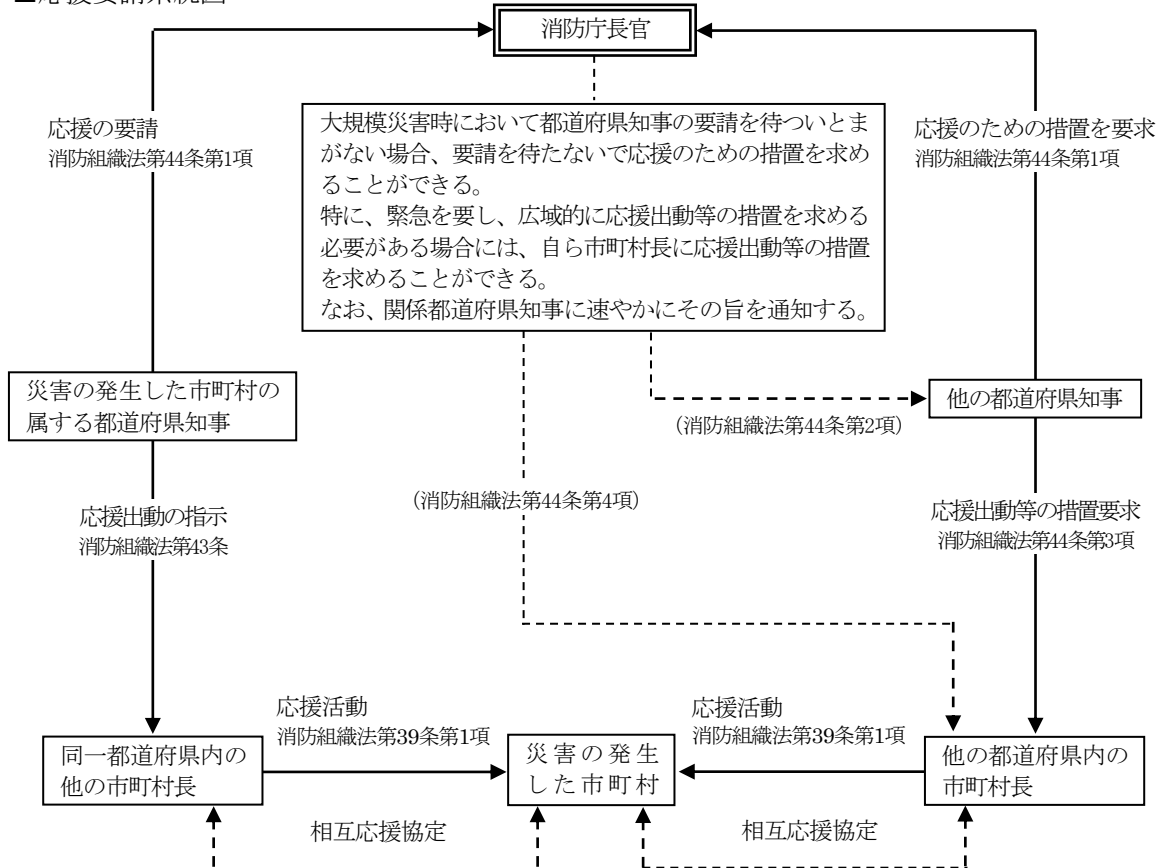 消防庁長官
応援の要請
消防組織法第44条第1項
大規模災害時において都道府県知事の要請を待ついとま
がない場合、要請を待たないで応援のための措置を求め
ることができる。
特に、緊急を要し、広域的に応援出動等の措置を求める
必要がある場合には、自ら市町村長に応援出動等の措置
を求めることができる。
なお、関係都道府県知事に速やかにその旨を通知する。
応援のための措置を要求
消防組織法第44条第1項
災害の発生した市町村の
属する都道府県知事
他の都道府県知事
(消防組織法第44条第2項)
(消防組織法第44条第4項)
応援出動の指示
消防組織法第43条
応援出動等の措置要求
消防組織法第44条第3項
応援活動
消防組織法第39条第1項
応援活動
消防組織法第39条第1項
同一都道府県内の
他の市町村長
災害の発生
した市町村
他の都道府県内の
市町村長
相互応援協定
相互応援協定